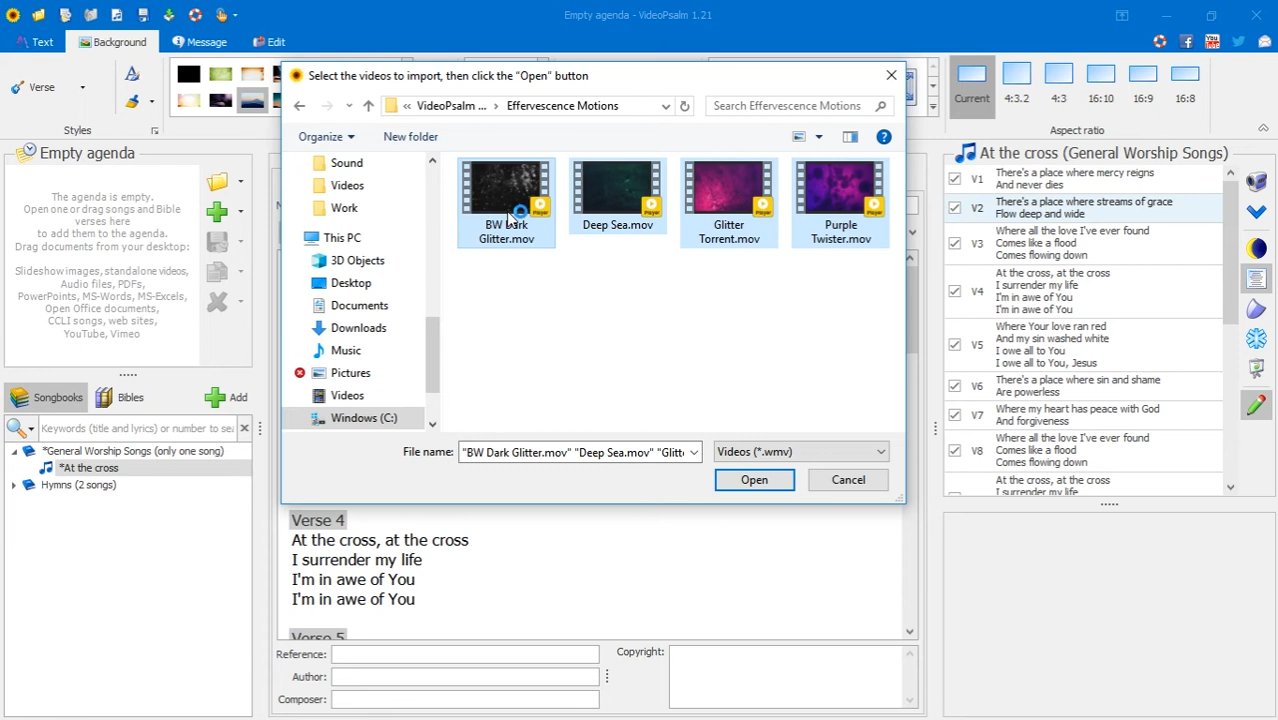 Empty agenda - VideoPsalm 1.21
Text
Background
Message
Edit
Verse
Styles
Current
4:3.2
4:3
16:10
16:9
16:8
Aspect ratio
Select the videos to import, then click the "Open" button
« VideoPsalm ... > Effervescence Motions
Search Effervescence Motions
Organize
New folder
Sound
Videos
Work
This PC
3D Objects
Desktop
Documents
Downloads
Music
Pictures
Videos
Windows (C:)
BW Dark
Glitter.mov
Deep Sea.mov
Glitter
Torrent.mov
Purple
Twister.mov
Player
Player
Player
Player
File name:
"BW Dark Glitter.mov" "Deep Sea.mov" "Glitte
Videos (*.wmv)
Open
Cancel
Empty agenda
The agenda is empty.
Open one or drag songs and Bible
verses here
to add them to the agenda.
Drag documents from your desktop:
Slideshow images, standalone videos,
Audio files, PDFs,
PowerPoints, MS-Words, MS-Excels,
Open Office documents,
CCLI songs, web sites,
YouTube, Vimeo
Songbooks
Bibles
Add
Keywords (title and lyrics) or number to sea
*General Worship Songs (only one song)
*At the cross
Hymns (2 songs)
Verse 4
At the cross, at the cross
I surrender my life
I'm in awe of You
I'm in awe of You
Verse 5
Reference:
Author:
Composer:
Copyright:
At the cross (General Worship Songs)
V1
There's a place where mercy reigns
And never dies
V2
There's a place where streams of grace
Flow deep and wide
V3
Where all the love I've ever found
Comes like a flood
Comes flowing down
V4
At the cross, at the cross
I surrender my life
I'm in awe of You
I'm in awe of You
V5
Where Your love ran red
And my sin washed white
I owe all to You
I owe all to You, Jesus
V6
There's a place where sin and shame
Are powerless
V7
Where my heart has peace with God
And forgiveness
V8
Where all the love I've ever found
Comes like a flood
Comes flowing down
At the cross, at the cross
I surrender my life